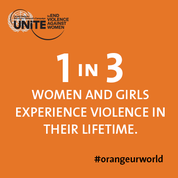 UNiTE
TO END
VIOLENCE
AGAINST
WOMEN
1 IN 3
WOMEN AND GIRLS
EXPERIENCE VIOLENCE IN
THEIR LIFETIME.
#orangeurworld